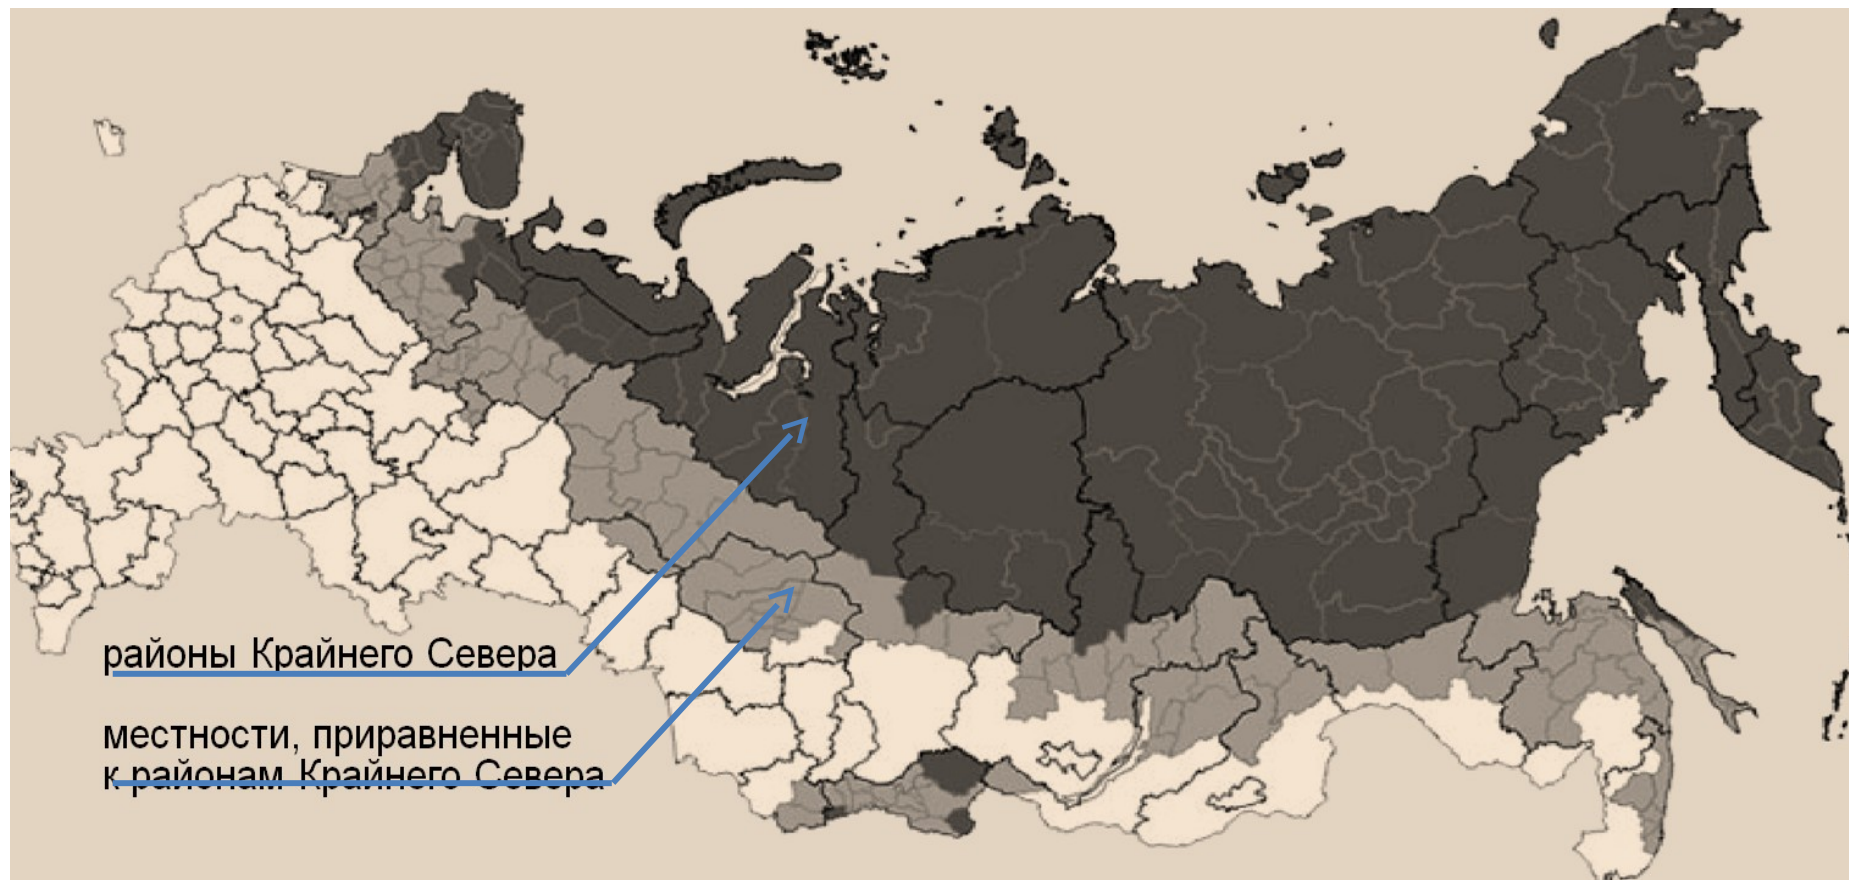 районы Крайнего Севера
местности, приравненные
к районам Крайнего Севера